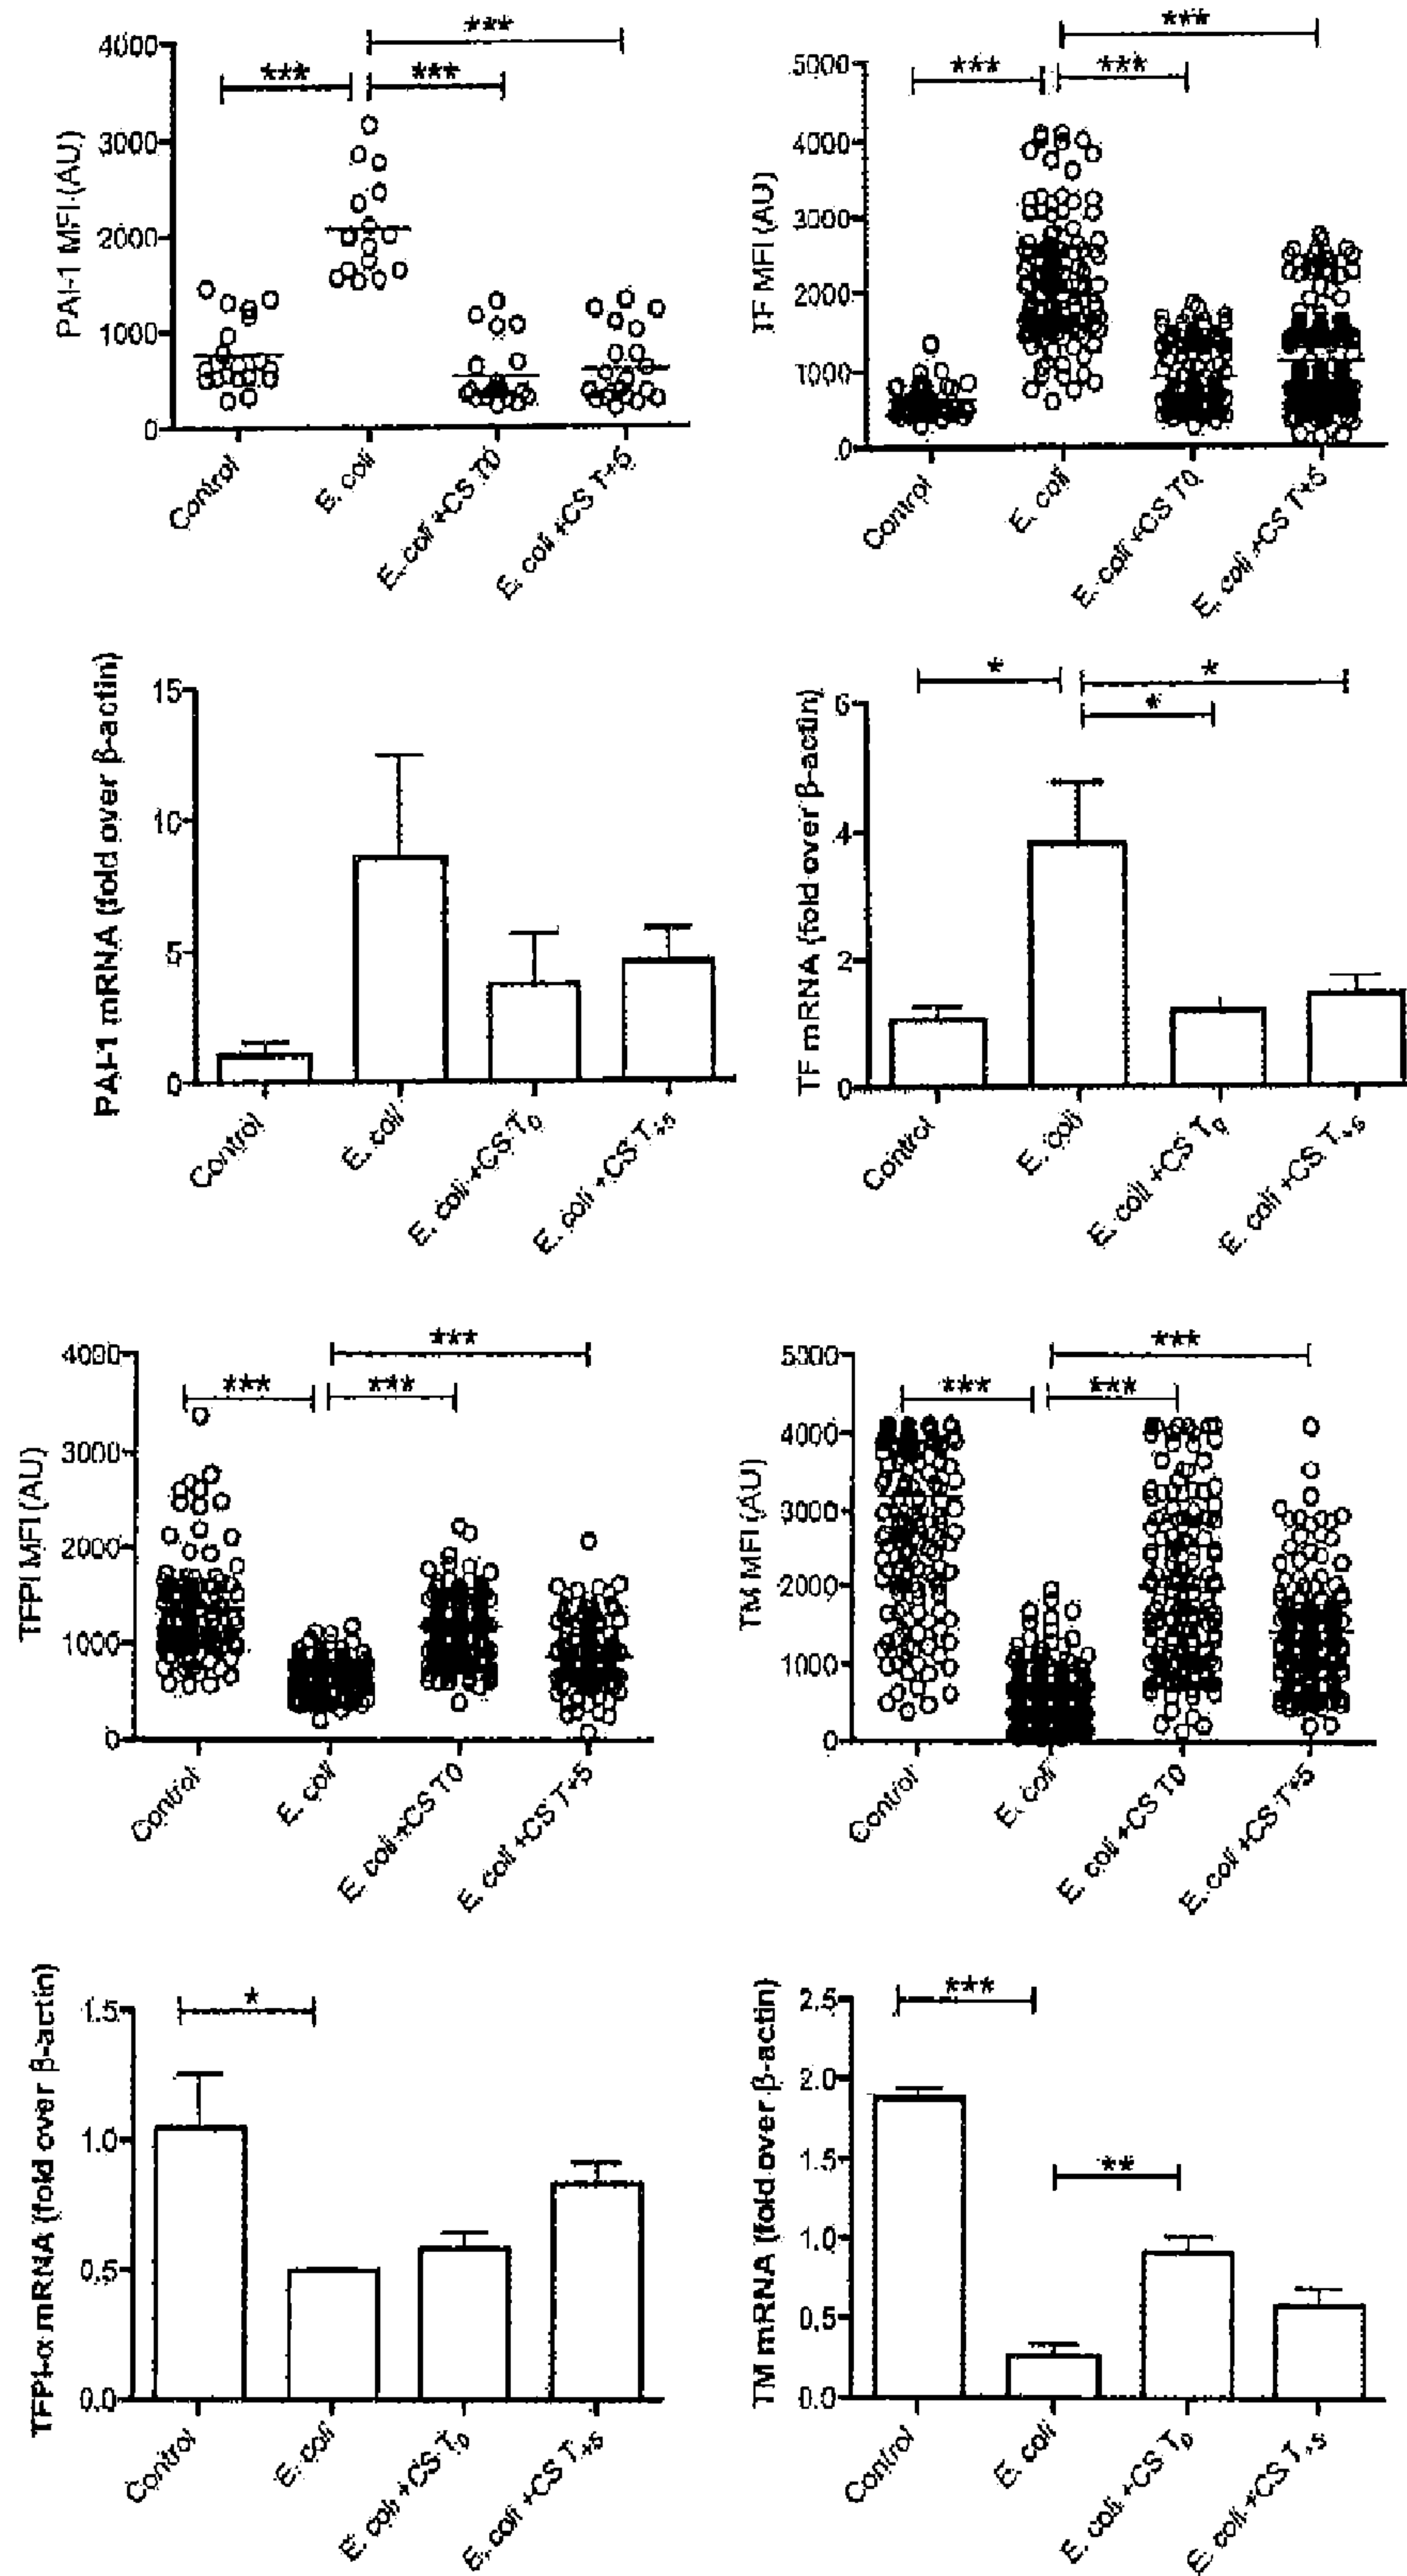 ***
***
***
4000
3000
2000
1000
0
PAI-1 MFI (AU)
Control
E. coli
E. coli +CS T0
E. coli +CS T+5
***
***
***
5000
4000
3000
2000
1000
0
TF MFI (AU)
Control
E. coli
E. coli +CS T0
E. coli +CS T+5
15
10
5
0
PAI-1 mRNA (fold over β-actin)
Control
E. coli
E. coli +CS T0
E. coli +CS T+5
*
*
*
6
4
2
0
TF mRNA (fold over β-actin)
Control
E. coli
E. coli +CS T0
E. coli +CS T+5
***
***
***
4000
3000
2000
1000
0
TFPI MFI (AU)
Control
E. coli
E. coli +CS T0
E. coli +CS T+5
***
***
***
5000
4000
3000
2000
1000
0
TM MFI (AU)
Control
E. coli
E. coli +CS T0
E. coli +CS T+5
*
1.5
1.0
0.5
0.0
TFPI-α mRNA (fold over β-actin)
Control
E. coli
E. coli +CS T0
E. coli +CS T+5
***
**
2.5
2.0
1.5
1.0
0.5
0.0
TM mRNA (fold over β-actin)
Control
E. coli
E. coli +CS T0
E. coli +CS T+5